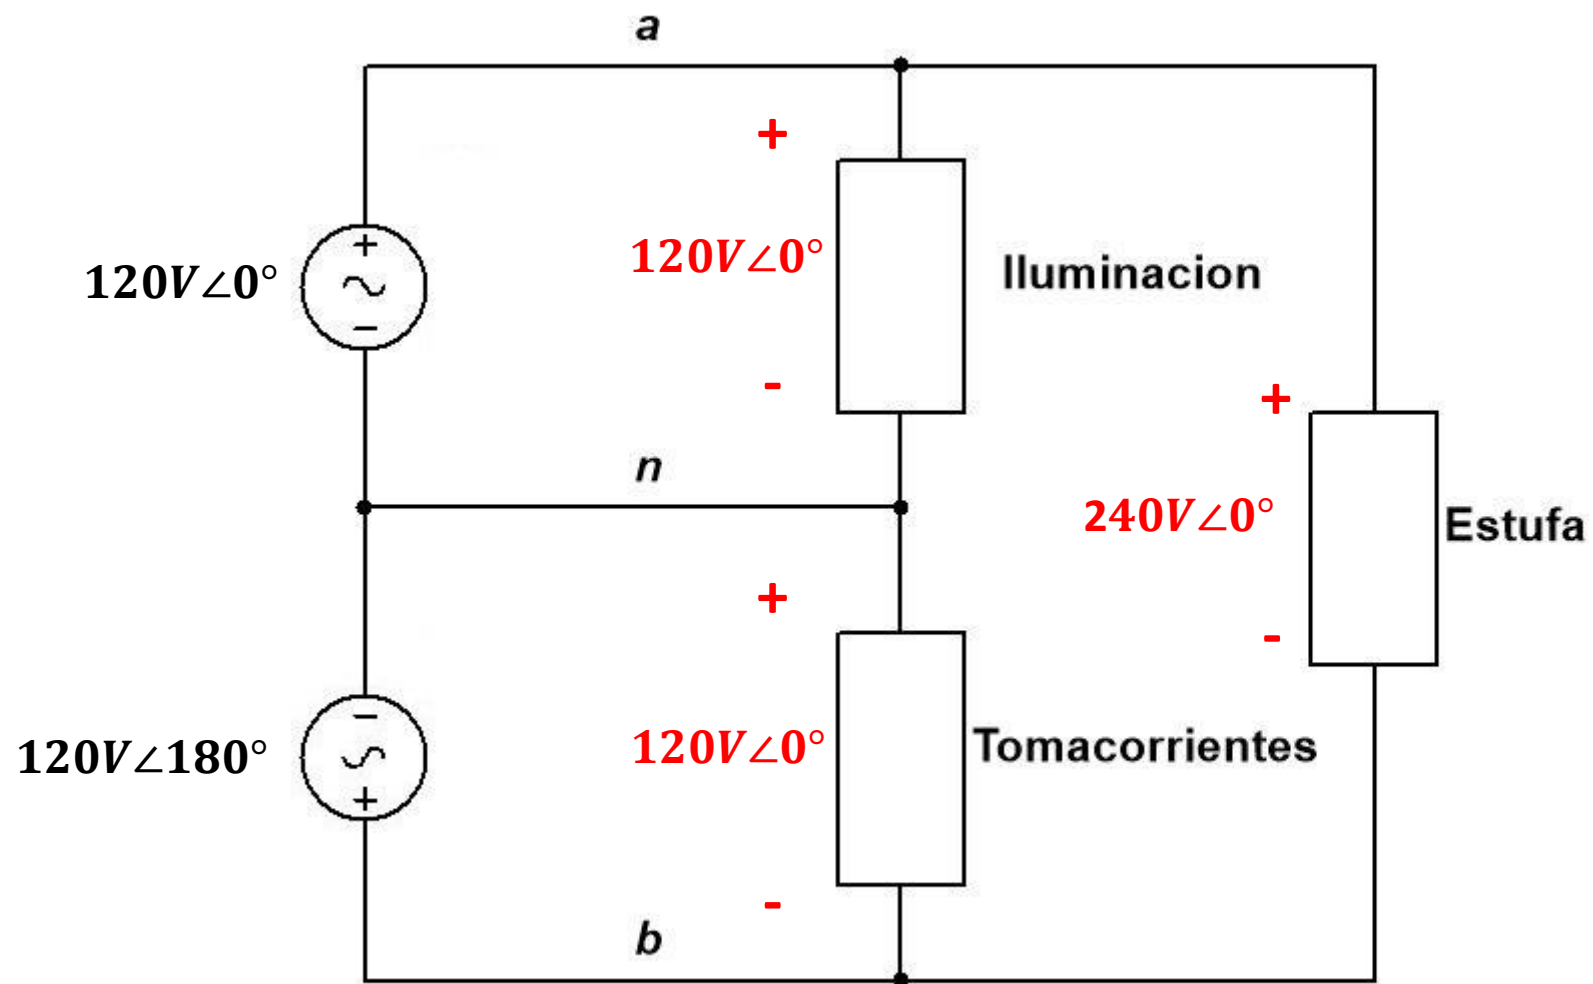 a
+
120V∠0°
+
−
120V∠0°
Iluminacion
-
n
+
240V∠0°
Estufa
-
+
120V∠180°
−
+
120V∠0°
Tomacorrientes
-
b